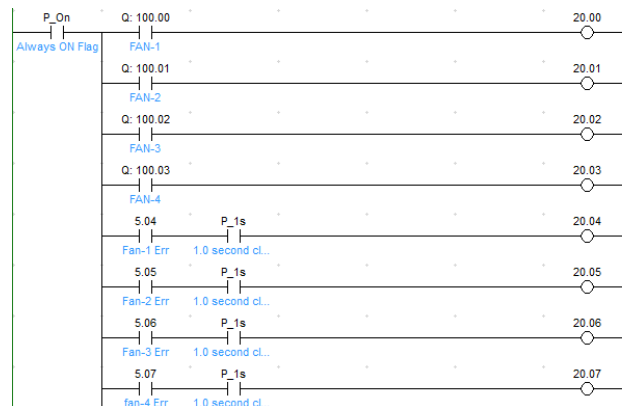 P_On Q: 100.00 20.00
Always ON Flag FAN-1
Q: 100.01 20.01
FAN-2
Q: 100.02 20.02
FAN-3
Q: 100.03 20.03
FAN-4
5.04 P_1s 20.04
Fan-1 Err 1.0 second cl...
5.05 P_1s 20.05
Fan-2 Err 1.0 second cl...
5.06 P_1s 20.06
Fan-3 Err 1.0 second cl...
5.07 P_1s 20.07
fan-4 Err 1.0 second cl...